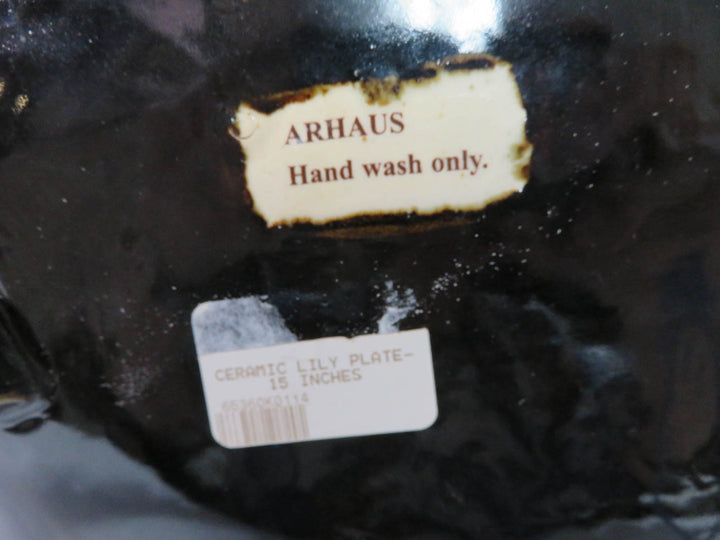 ARHAUS
Hand wash only.
CERAMIC LILY PLATE-
15 INCHES
65360K0114